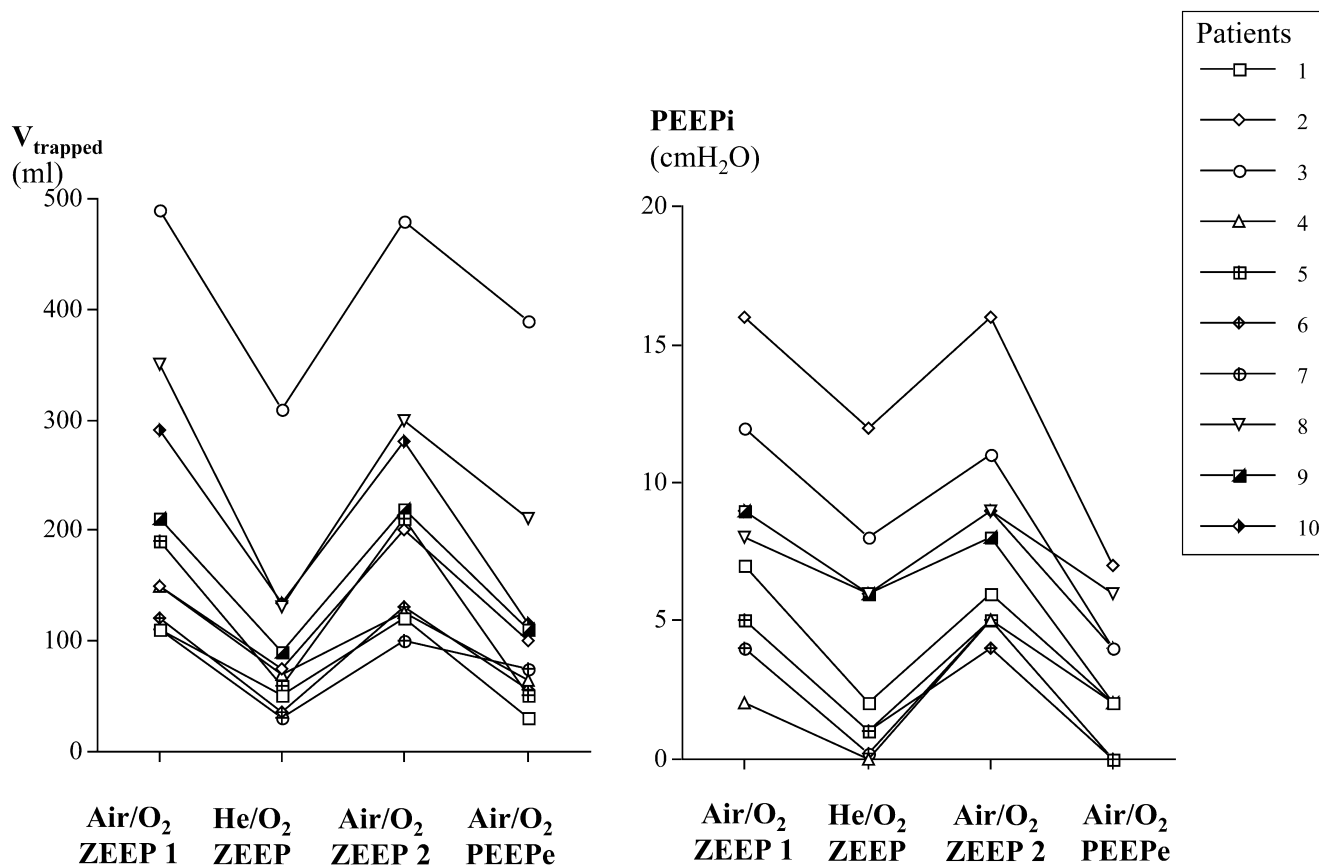 V_trapped
(ml)
500
400
300
200
100
0
Air/O₂ He/O₂ Air/O₂ Air/O₂
ZEEP 1 ZEEP ZEEP 2 PEEPe
PEEPi
(cmH₂O)
20
15
10
5
0
Air/O₂ He/O₂ Air/O₂ Air/O₂
ZEEP 1 ZEEP ZEEP 2 PEEPe
Patients
1
2
3
4
5
6
7
8
9
10